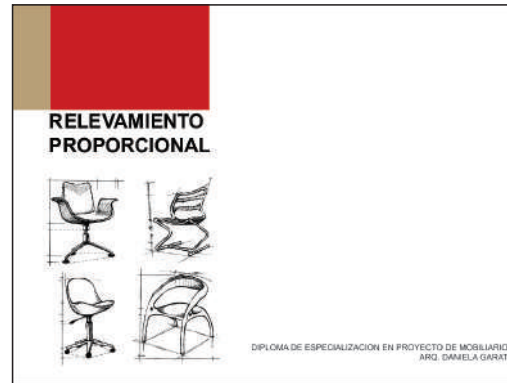 RELEVAMIENTO
PROPORCIONAL
DIPLOMA DE ESPECIALIZACION EN PROYECTO DE MOBILIARIO
ARQ. DANIELA GARAT